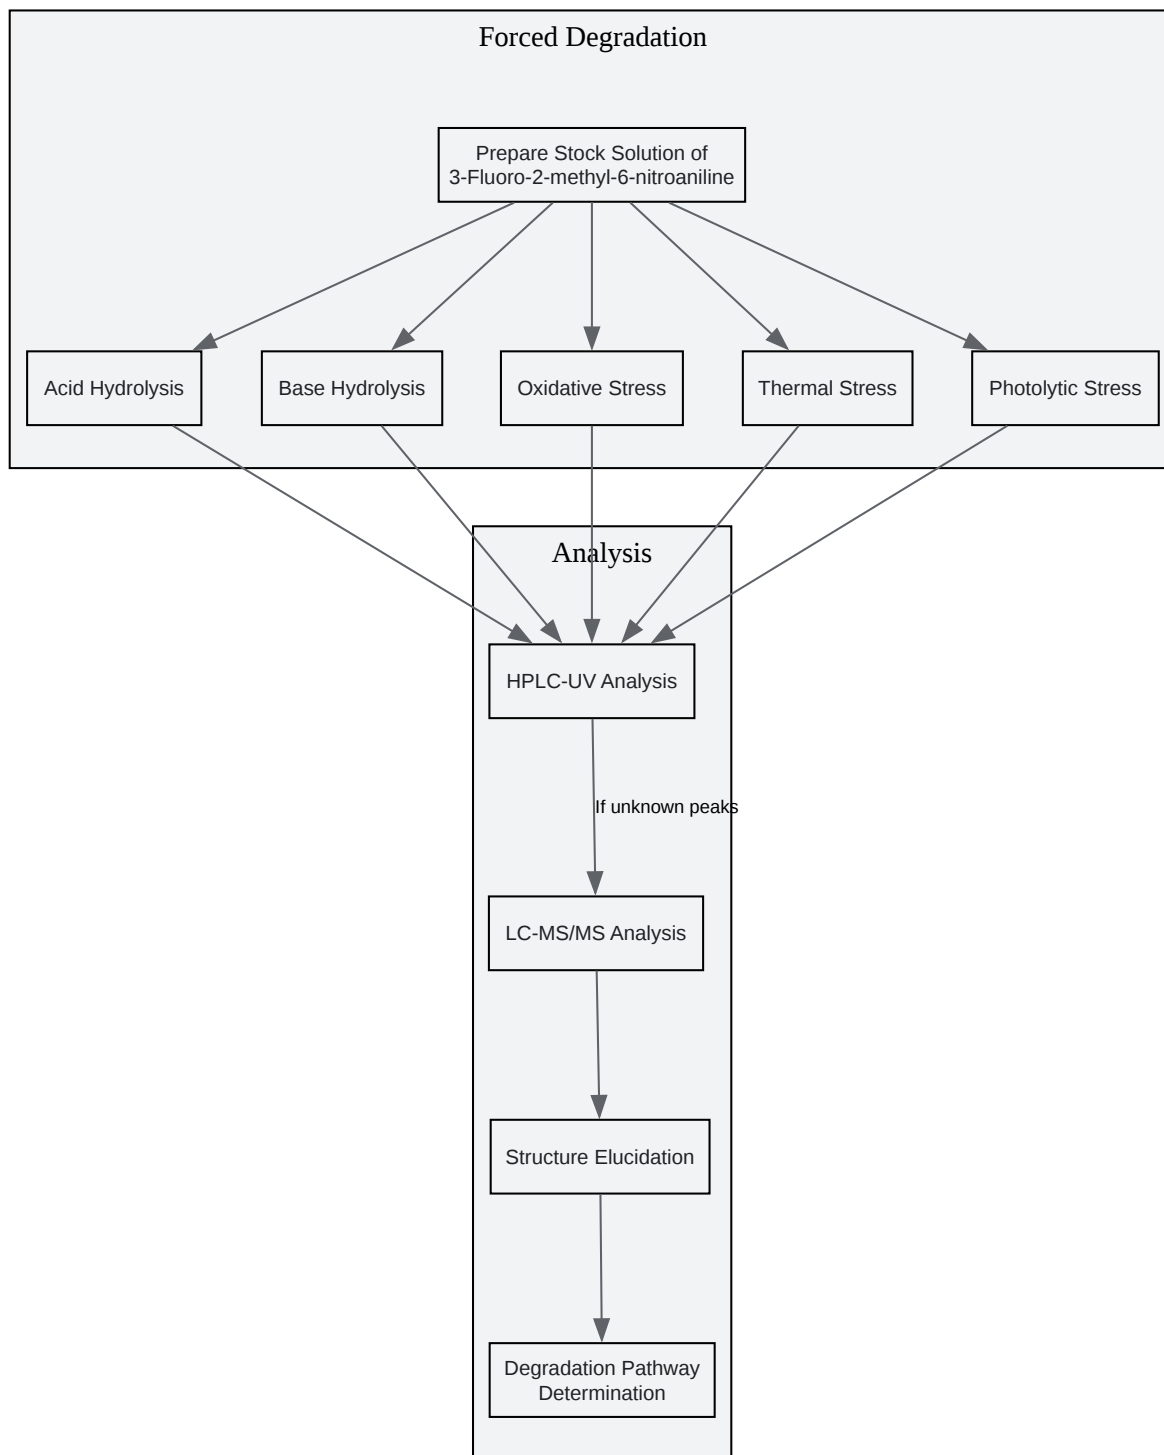 Forced Degradation
Prepare Stock Solution of
3-Fluoro-2-methyl-6-nitroaniline
Acid Hydrolysis
Base Hydrolysis
Oxidative Stress
Thermal Stress
Photolytic Stress
Analysis
HPLC-UV Analysis
If unknown peaks
LC-MS/MS Analysis
Structure Elucidation
Degradation Pathway
Determination